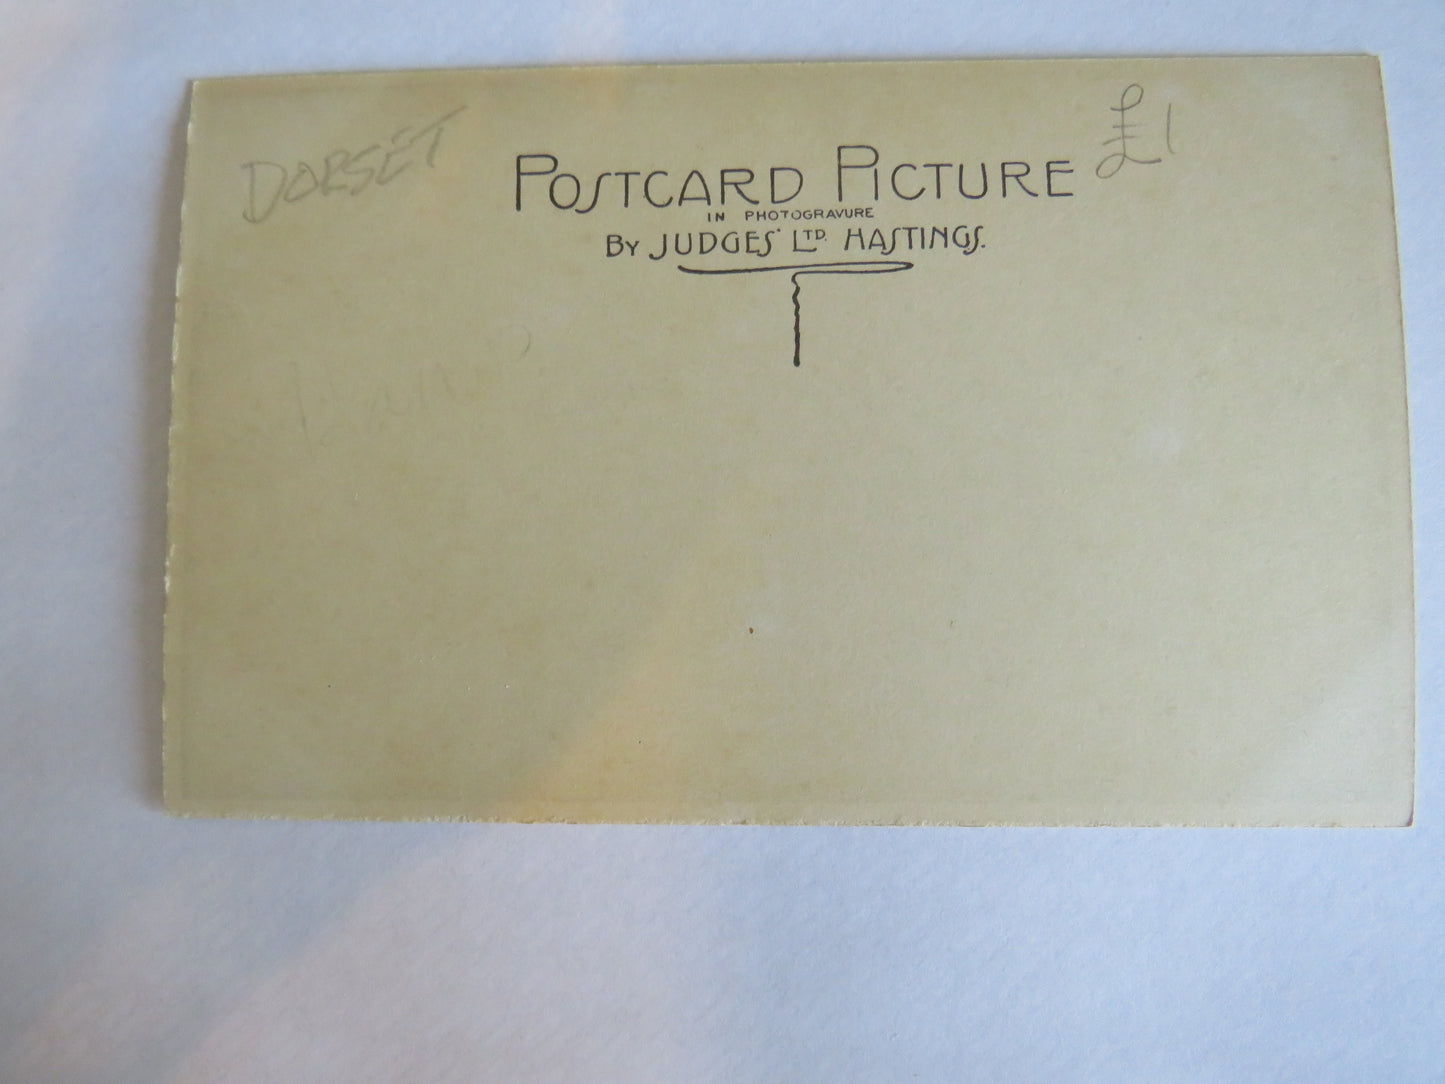 DORSET
£1
POSTCARD PICTURE
IN PHOTOGRAVURE
BY JUDGES' LTD. HASTINGS.